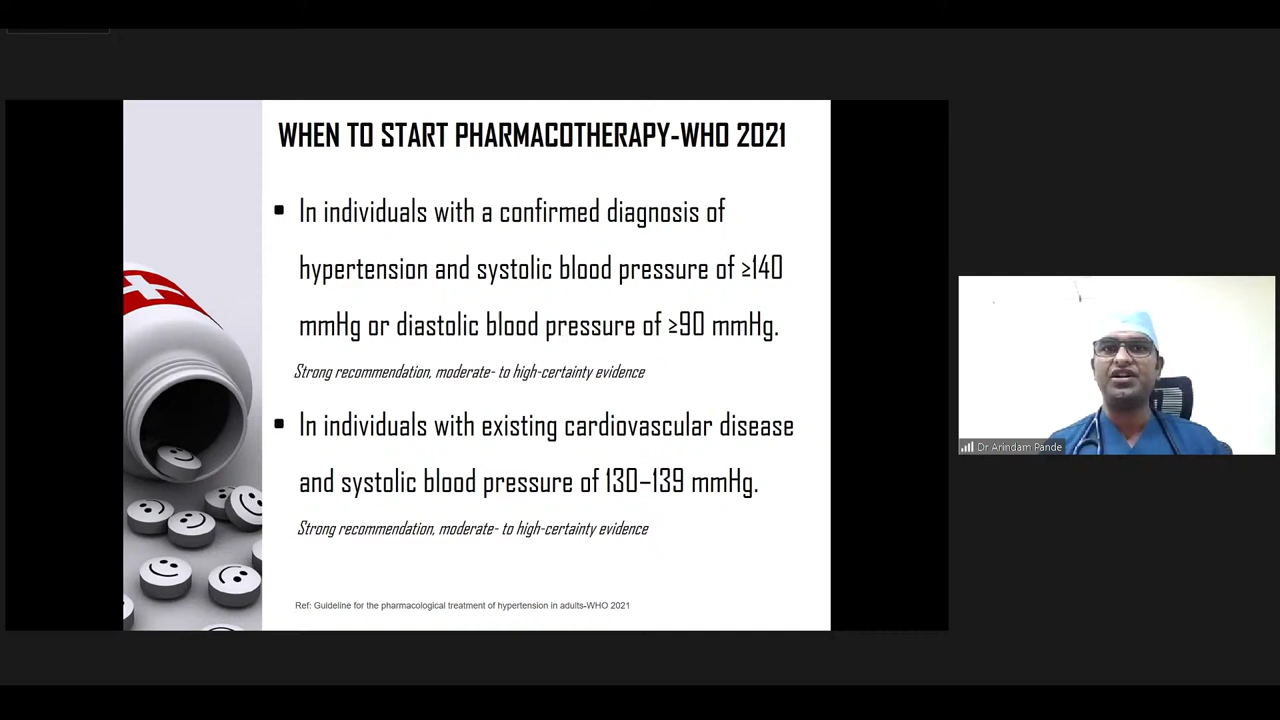 WHEN TO START PHARMACOTHERAPY-WHO 2021
▪ In individuals with a confirmed diagnosis of
hypertension and systolic blood pressure of ≥140
mmHg or diastolic blood pressure of ≥90 mmHg.
Strong recommendation, moderate- to high-certainty evidence
▪ In individuals with existing cardiovascular disease
and systolic blood pressure of 130–139 mmHg.
Strong recommendation, moderate- to high-certainty evidence
Ref: Guideline for the pharmacological treatment of hypertension in adults-WHO 2021
Dr Arindam Pande